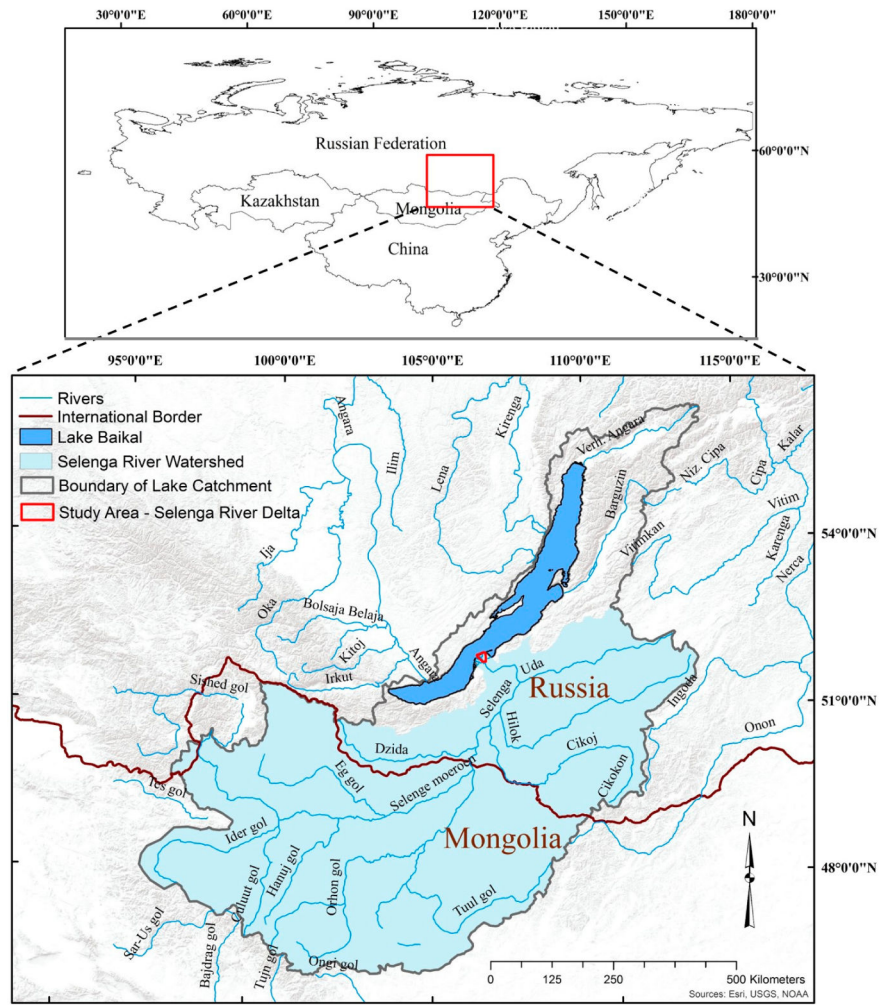 30°0'0"E 60°0'0"E 90°0'0"E 120°0'0"E 150°0'0"E 180°0'0"
60°0'0"N
30°0'0"N
Russian Federation
Kazakhstan
Mongolia
China
95°0'0"E 100°0'0"E 105°0'0"E 110°0'0"E 115°0'0"E
Rivers
International Border
Lake Baikal
Selenga River Watershed
Boundary of Lake Catchment
Study Area - Selenga River Delta
Angara
Ilim
Lena
Kirenga
Verh. Angara
Barguzin
Niz. Cipa
Cipa
Kalar
Vitim
Vitimkan
Karenga
Nerca
54°0'0"N
Ija
Oka
Bolsaja Belaja
Kitoj
Irkut
Sisned gol
Uda
Russia
Selenga
Hilok
Ingoda
51°0'0"N
Onon
Dzida
Cikoj
Cikokon
Eg gol
Selenge moeroen
Tes gol
Ider gol
Mongolia
N
48°0'0"N
Culuut gol
Hanuj gol
Orhon gol
Tuul gol
Sar-Us gol
Bajdrag gol
Tujn gol
Ongi gol
0 125 250 500 Kilometers
Sources: Esri, USGS, NOAA